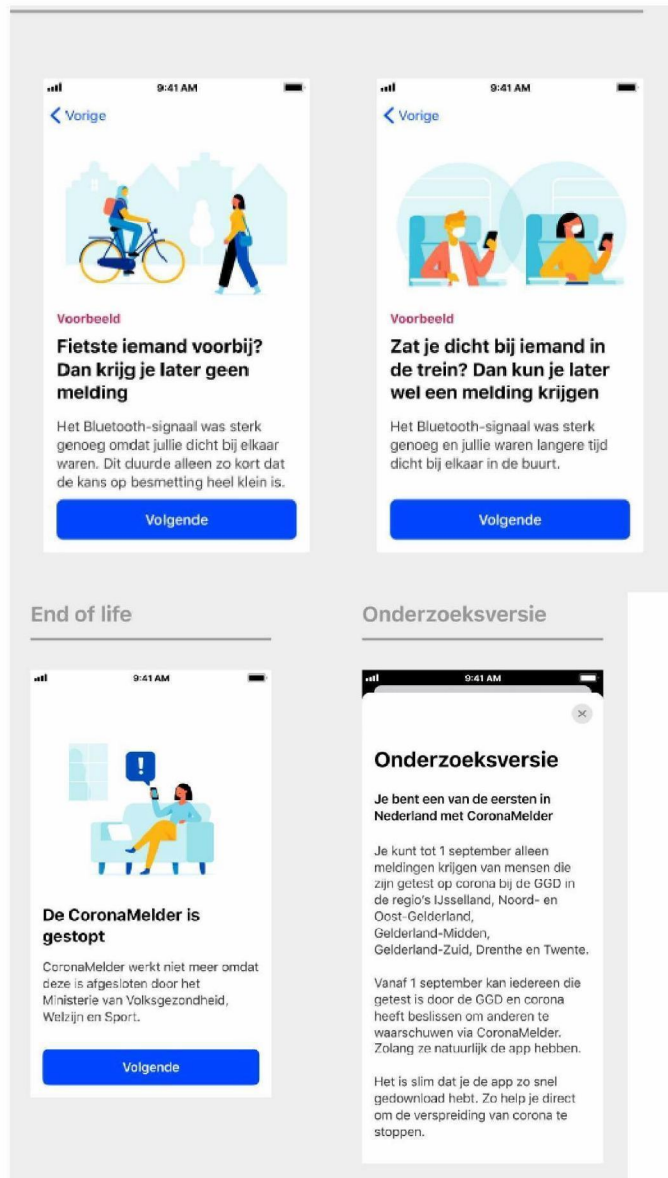 9:41 AM
Vorige
Voorbeeld
Fietste iemand voorbij?
Dan krijg je later geen
melding
Het Bluetooth-signaal was sterk
genoeg omdat jullie dicht bij elkaar
waren. Dit duurde alleen zo kort dat
de kans op besmetting heel klein is.
Volgende
9:41 AM
Vorige
Voorbeeld
Zat je dicht bij iemand in
de trein? Dan kun je later
wel een melding krijgen
Het Bluetooth-signaal was sterk
genoeg en jullie waren langere tijd
dicht bij elkaar in de buurt.
Volgende
End of life
9:41 AM
!
De CoronaMelder is
gestopt
CoronaMelder werkt niet meer omdat
deze is afgesloten door het
Ministerie van Volksgezondheid,
Welzijn en Sport.
Volgende
Onderzoeksversie
9:41 AM
Onderzoeksversie
Je bent een van de eersten in
Nederland met CoronaMelder
Je kunt tot 1 september alleen
meldingen krijgen van mensen die
zijn getest op corona bij de GGD in
de regio's IJsselland, Noord- en
Oost-Gelderland,
Gelderland-Midden,
Gelderland-Zuid, Drenthe en Twente.
Vanaf 1 september kan iedereen die
getest is door de GGD en corona
heeft beslissen om anderen te
waarschuwen via CoronaMelder.
Zolang ze natuurlijk de app hebben.
Het is slim dat je de app zo snel
gedownload hebt. Zo help je direct
om de verspreiding van corona te
stoppen.